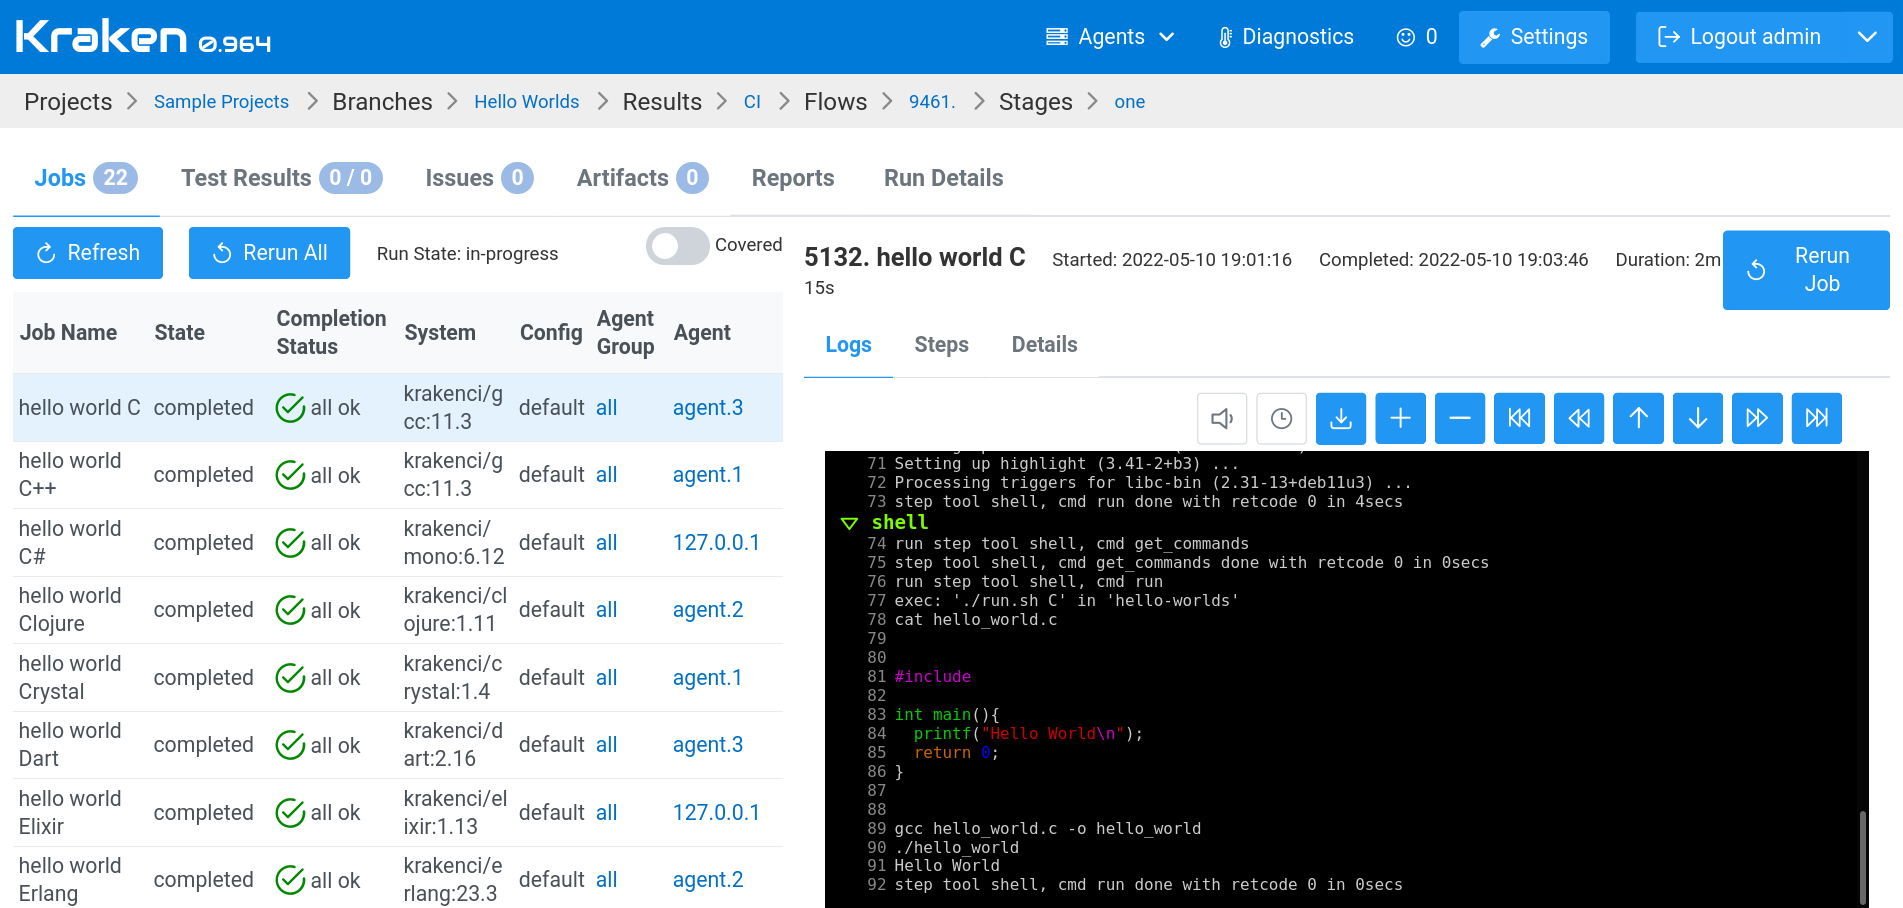 Kraken 0.964
Agents
Diagnostics
0
Settings
Logout admin
Projects > Sample Projects > Branches > Hello Worlds > Results > CI > Flows > 9461. > Stages > one
Jobs 22
Test Results 0 / 0
Issues 0
Artifacts 0
Reports
Run Details
Refresh
Rerun All
Run State: in-progress
Covered
Job Name State Completion Status System Config Agent Group Agent
hello world C completed all ok krakenci/gcc:11.3 default all agent.3
hello world C++ completed all ok krakenci/gcc:11.3 default all agent.1
hello world C# completed all ok krakenci/mono:6.12 default all 127.0.0.1
hello world Clojure completed all ok krakenci/clojure:1.11 default all agent.2
hello world Crystal completed all ok krakenci/crystal:1.4 default all agent.1
hello world Dart completed all ok krakenci/dart:2.16 default all agent.3
hello world Elixir completed all ok krakenci/elixir:1.13 default all 127.0.0.1
hello world Erlang completed all ok krakenci/erlang:23.3 default all agent.2
5132. hello world C Started: 2022-05-10 19:01:16 Completed: 2022-05-10 19:03:46 Duration: 2m
15s
Rerun Job
Logs
Steps
Details
71 Setting up highlight (3.41-2+b3) ...
72 Processing triggers for libc-bin (2.31-13+deb11u3) ...
73 step tool shell, cmd run done with retcode 0 in 4secs
shell
74 run step tool shell, cmd get_commands
75 step tool shell, cmd get_commands done with retcode 0 in 0secs
76 run step tool shell, cmd run
77 exec: './run.sh C' in 'hello-worlds'
78 cat hello_world.c
79
80
81 #include
82
83 int main(){
84   printf("Hello World\n");
85   return 0;
86 }
87
88
89 gcc hello_world.c -o hello_world
90 ./hello_world
91 Hello World
92 step tool shell, cmd run done with retcode 0 in 0secs